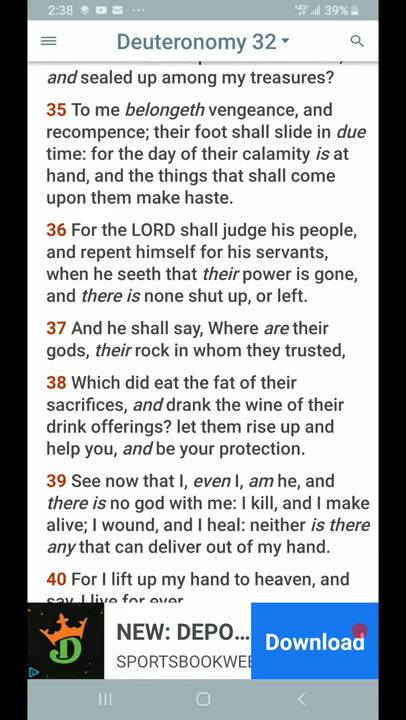 2:38 39%
Deuteronomy 32
and sealed up among my treasures?
35 To me belongeth vengeance, and
recompence; their foot shall slide in due
time: for the day of their calamity is at
hand, and the things that shall come
upon them make haste.
36 For the LORD shall judge his people,
and repent himself for his servants,
when he seeth that their power is gone,
and there is none shut up, or left.
37 And he shall say, Where are their
gods, their rock in whom they trusted,
38 Which did eat the fat of their
sacrifices, and drank the wine of their
drink offerings? let them rise up and
help you, and be your protection.
39 See now that I, even I, am he, and
there is no god with me: I kill, and I make
alive; I wound, and I heal: neither is there
any that can deliver out of my hand.
40 For I lift up my hand to heaven, and
say, I live for ever.
NEW: DEPO...
SPORTSBOOKWE
Download